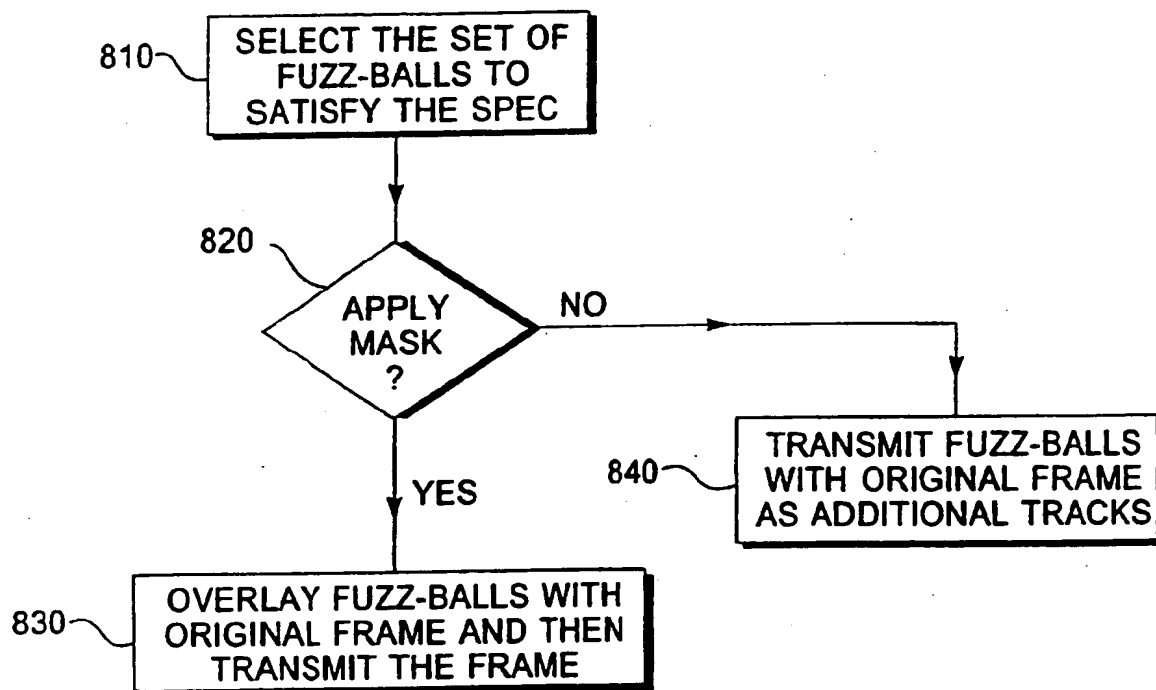 810
SELECT THE SET OF
FUZZ-BALLS TO
SATISFY THE SPEC
820
APPLY
MASK
?
NO
YES
840
TRANSMIT FUZZ-BALLS
WITH ORIGINAL FRAME
AS ADDITIONAL TRACKS.
830
OVERLAY FUZZ-BALLS WITH
ORIGINAL FRAME AND THEN
TRANSMIT THE FRAME